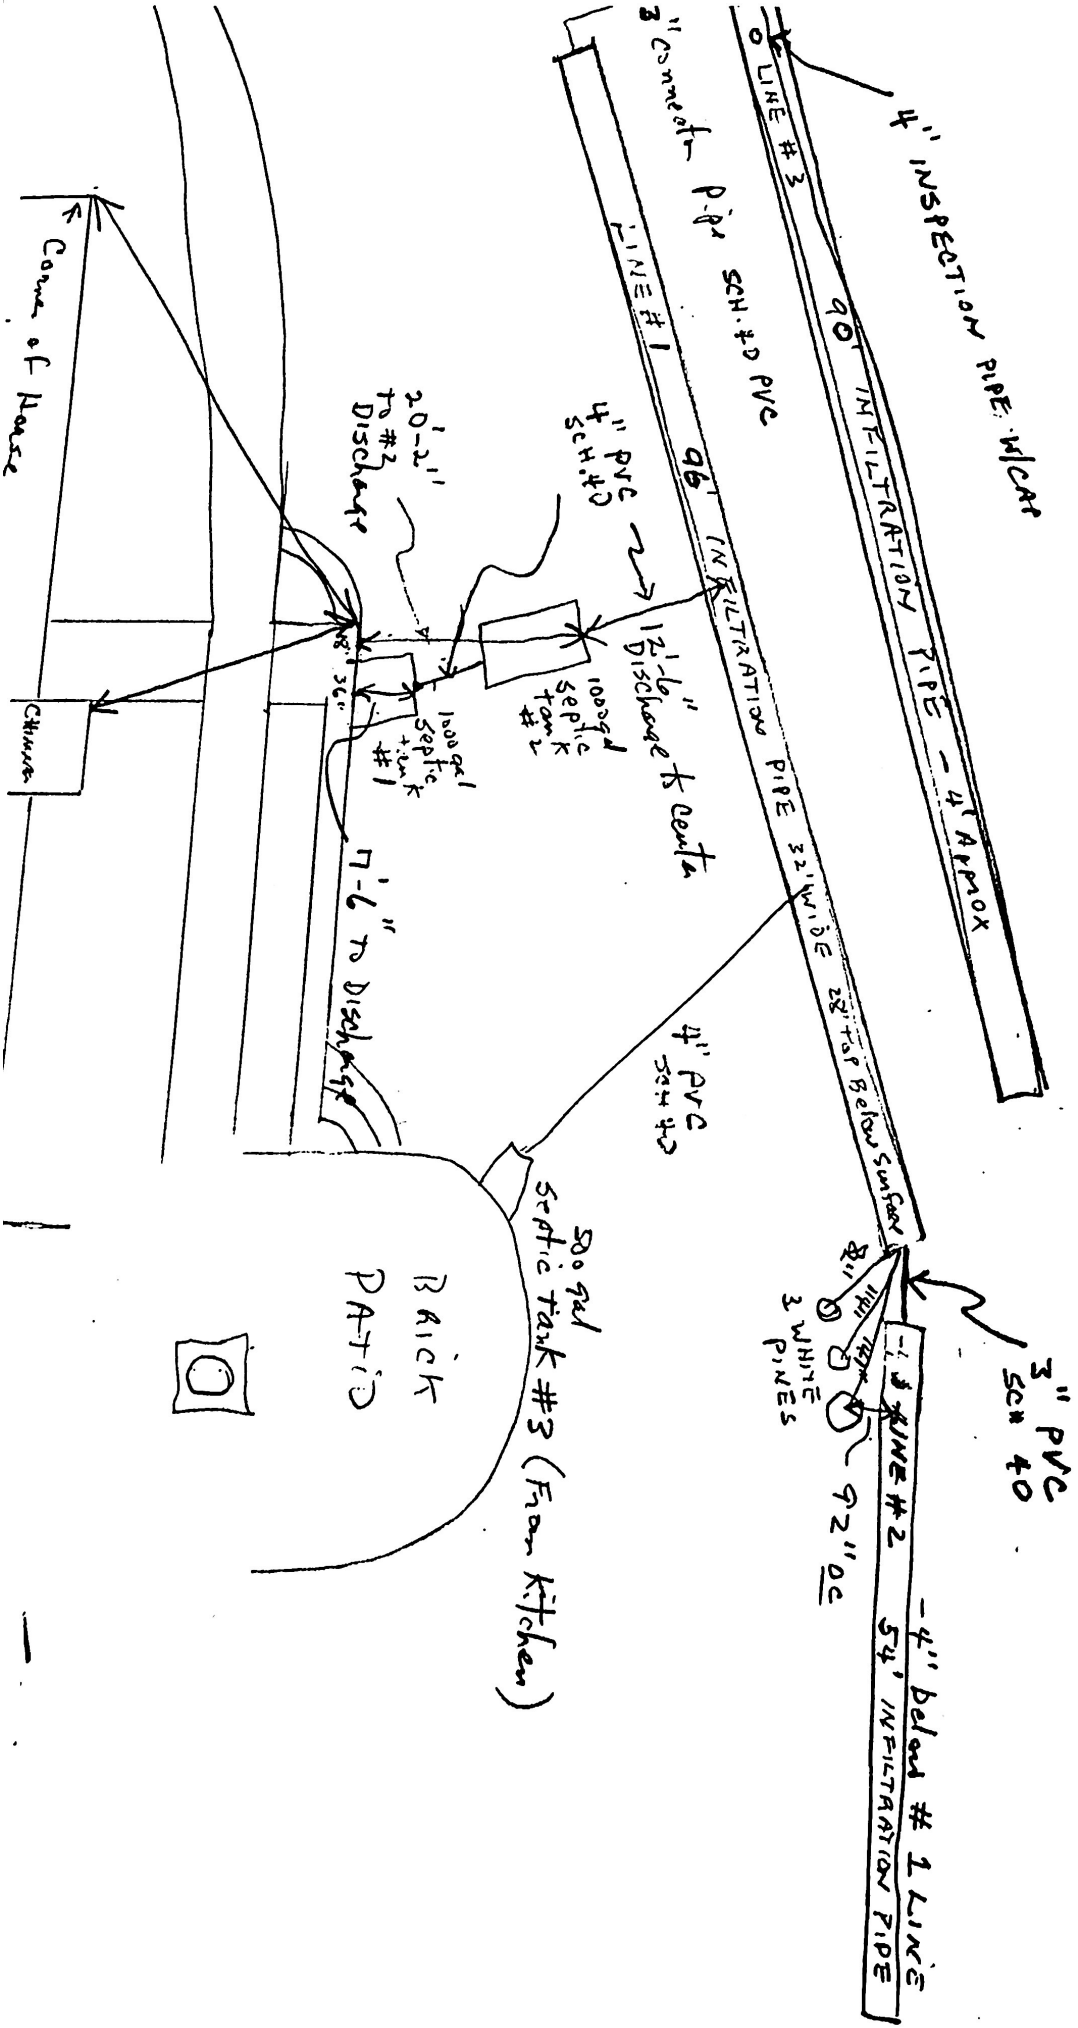 4" INSPECTION PIPE. W/CAP
O LINE # 3
90' INFILTRATION PIPE - 4' Approx
3" Connector Pipe SCH. 40 PVC
LINE # 1 96' INFILTRATION PIPE 32" WIDE 28" TOP Below Surface
3" PVC
SCH 40
-4" below # 1 LINE
LINE #2 54' INFILTRATION PIPE
3 WHITE
PINES
92" OC
4" PVC
SCH. 40
12'-6"
Discharge to Center
1000 gal
Septic
tank
#2
20'-2"
TO #2
Discharge
1000 gal
Septic
tank
#1
48"
36"
7'-6" To Discharge
4" PVC
SCH 40
500 gal
Septic Tank #3 (From Kitchen)
BRICK
PATIO
Corner of House